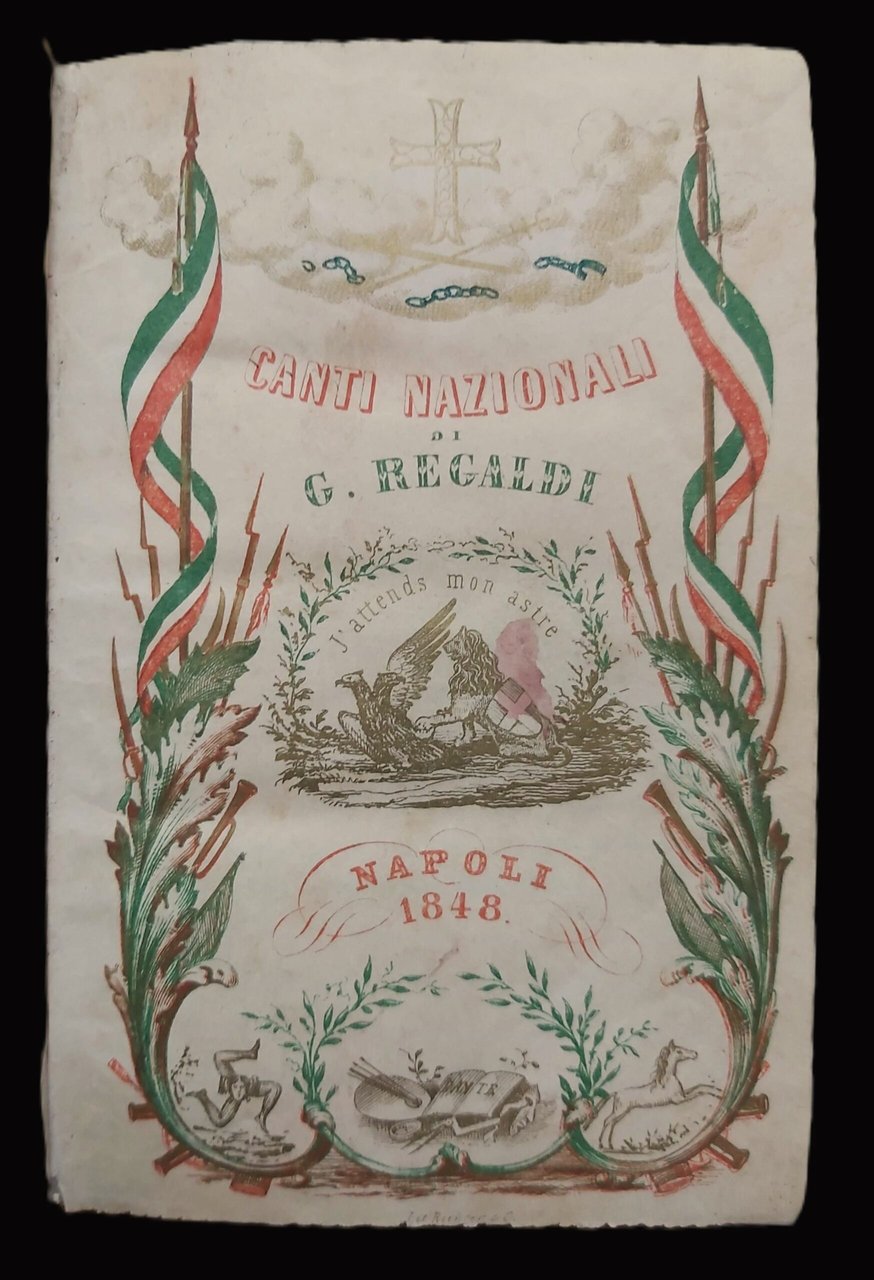 CANTI NAZIONALI
DI
G. REGALDI
J'attends mon astre
NAPOLI
1848.
DANTE